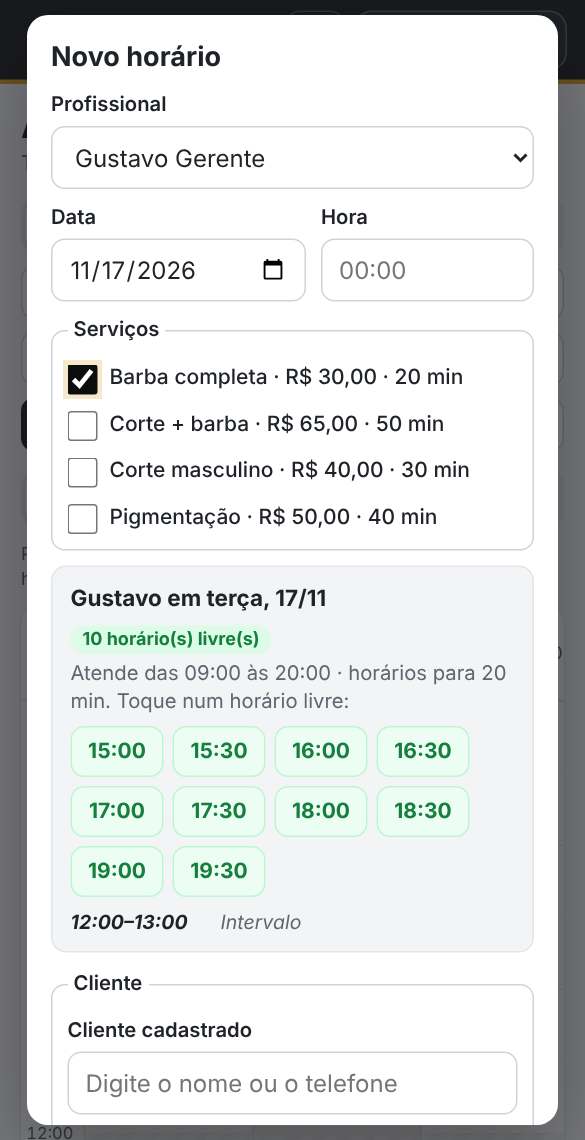 Novo horário
Profissional
Gustavo Gerente
Data
Hora
11/17/2026
00:00
Serviços
Barba completa · R$ 30,00 · 20 min
Corte + barba · R$ 65,00 · 50 min
Corte masculino · R$ 40,00 · 30 min
Pigmentação · R$ 50,00 · 40 min
Gustavo em terça, 17/11
10 horário(s) livre(s)
Atende das 09:00 às 20:00 · horários para 20
min. Toque num horário livre:
15:00 15:30 16:00 16:30
17:00 17:30 18:00 18:30
19:00 19:30
12:00–13:00 Intervalo
Cliente
Cliente cadastrado
Digite o nome ou o telefone
12:00